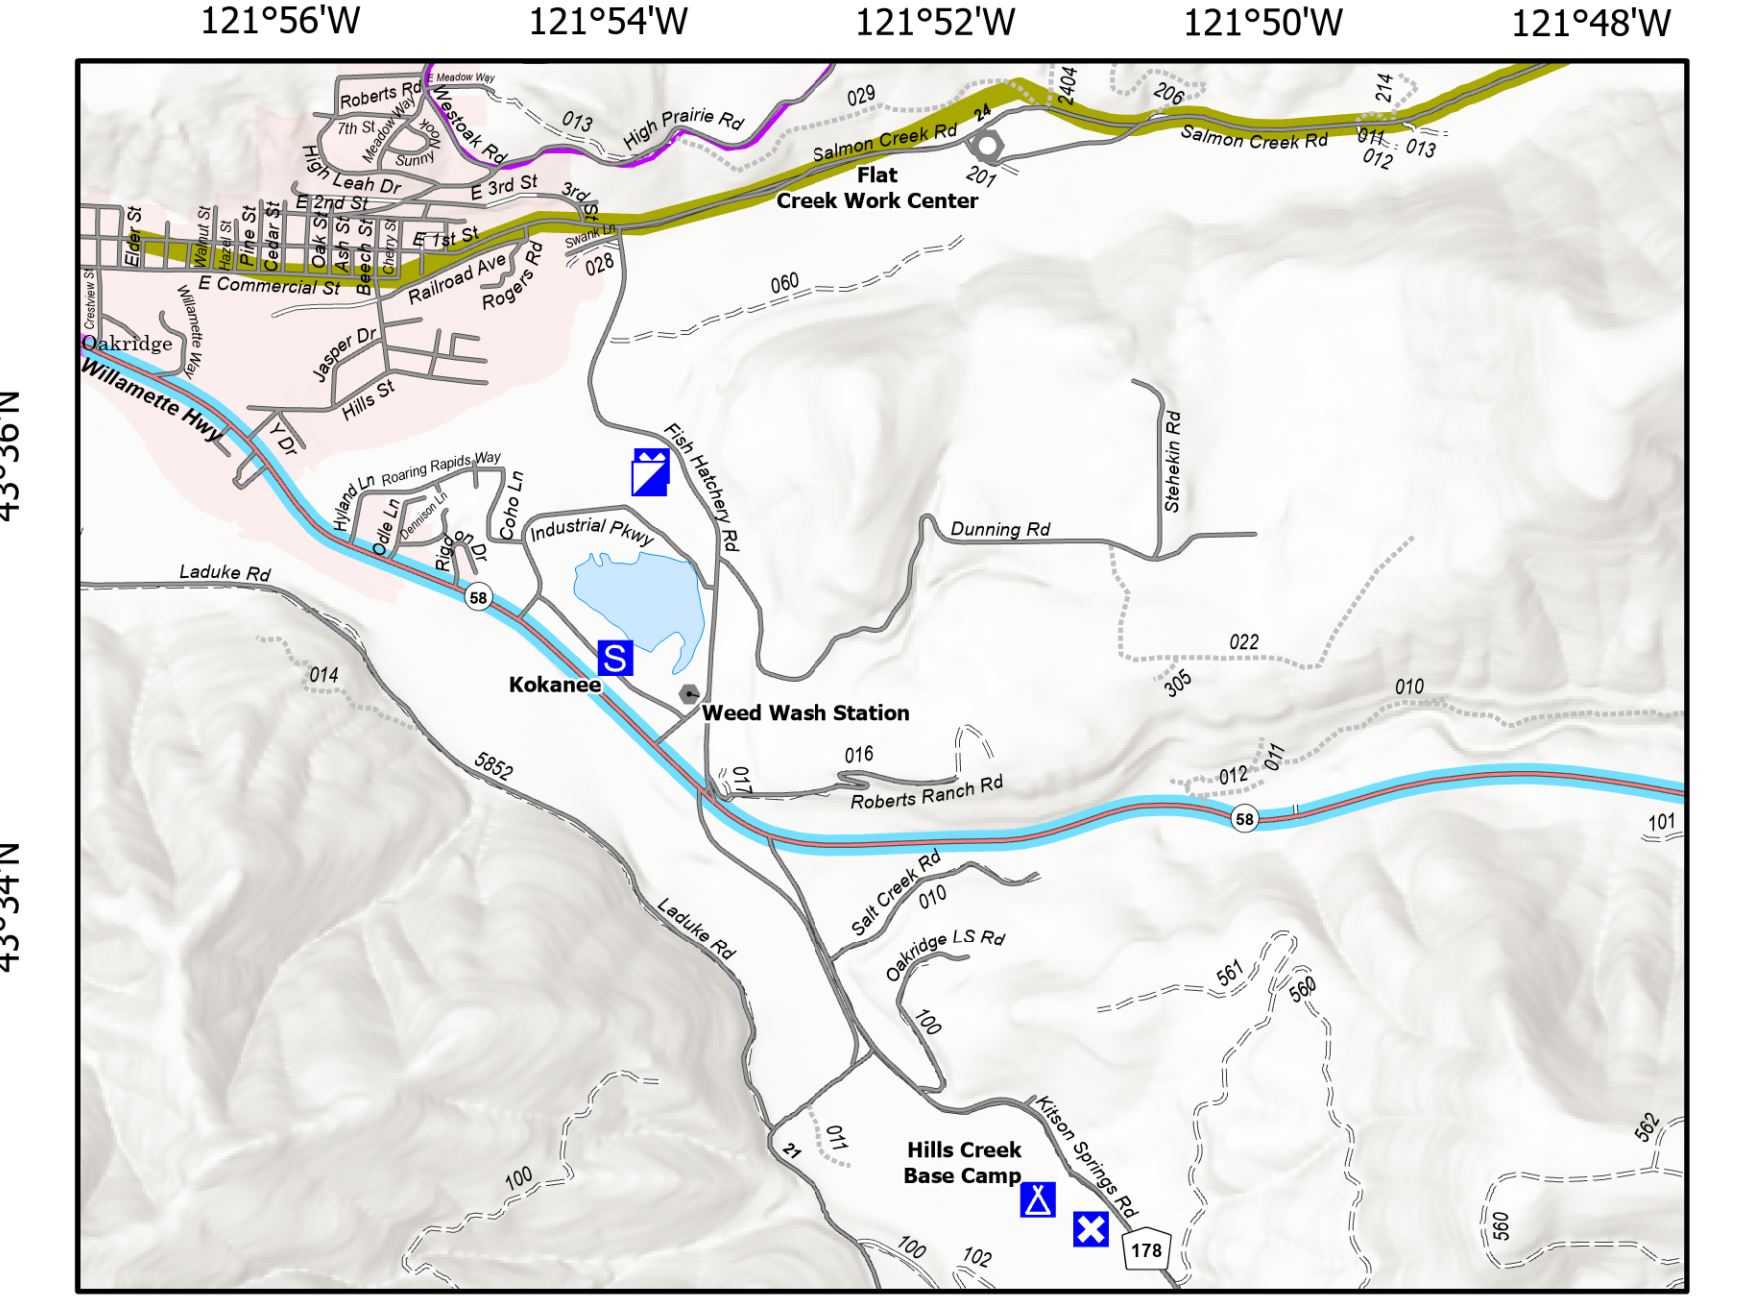 121°56'W 121°54'W 121°52'W 121°50'W 121°48'W
43°36'N
43°34'N
E Meadow Way
Roberts Rd
Westoak Rd
Meadow Way
7th St
Nook
Sunny
High Leah Dr
013
High Prairie Rd
029
Salmon Creek Rd
24
2404
206
214
Salmon Creek Rd
011
012
013
201
Flat
Creek Work Center
E 3rd St
3rd St
E 2nd St
E 1st St
Elder St
Walnut St
Hazel St
Pine St
Cedar St
Oak St
Ash St
Beech St
Cherry St
E Commercial St
Railroad Ave
Rogers Rd
Swank Ln
028
060
Crestview St
Willamette Way
Oakridge
Willamette Hwy
Jasper Dr
Hills St
Y Dr
Fish Hatchery Rd
Stehekin Rd
Hyland Ln
Roaring Rapids Way
Odle Ln
Dennison Ln
Coho Ln
Rigdon Dr
Industrial Pkwy
Dunning Rd
Laduke Rd
58
014
022
305
010
S
Kokanee
Weed Wash Station
5852
017
016
Roberts Ranch Rd
012
011
58
101
Salt Creek Rd
010
Laduke Rd
Oakridge LS Rd
100
561
560
Kitson Springs Rd
011
21
100
Hills Creek
Base Camp
178
562
560
100
102